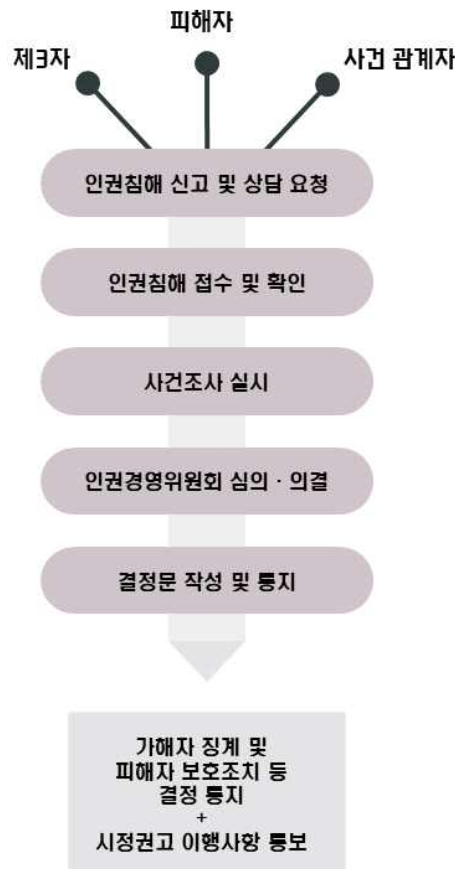 피해자
제3자
사건 관계자
인권침해 신고 및 상담 요청
인권침해 접수 및 확인
사건조사 실시
인권경영위원회 심의 · 의결
결정문 작성 및 통지
가해자 징계 및
피해자 보호조치 등
결정 통지
+
시정권고 이행사항 통보